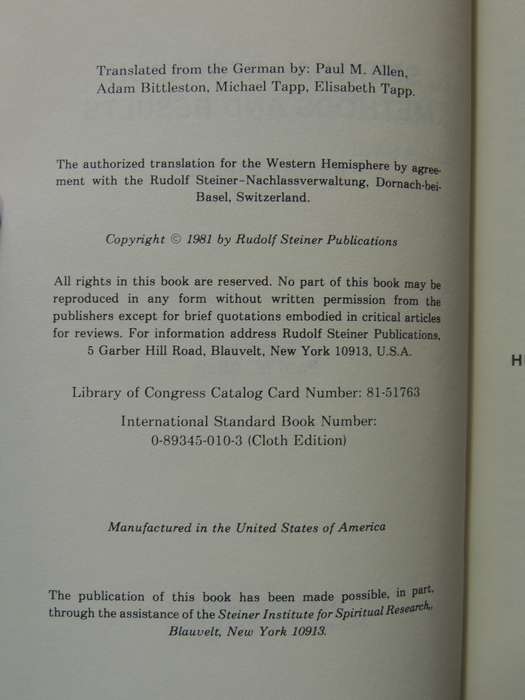 Translated from the German by: Paul M. Allen,
Adam Bittleston, Michael Tapp, Elisabeth Tapp.
The authorized translation for the Western Hemisphere by agree-
ment with the Rudolf Steiner-Nachlassverwaltung, Dornach-bei-
Basel, Switzerland.
Copyright © 1981 by Rudolf Steiner Publications
All rights in this book are reserved. No part of this book may be
reproduced in any form without written permission from the
publishers except for brief quotations embodied in critical articles
for reviews. For information address Rudolf Steiner Publications,
5 Garber Hill Road, Blauvelt, New York 10913, U.S.A.
Library of Congress Catalog Card Number: 81-51763
International Standard Book Number:
0-89345-010-3 (Cloth Edition)
Manufactured in the United States of America
The publication of this book has been made possible, in part,
through the assistance of the Steiner Institute for Spiritual Research,
Blauvelt, New York 10913.